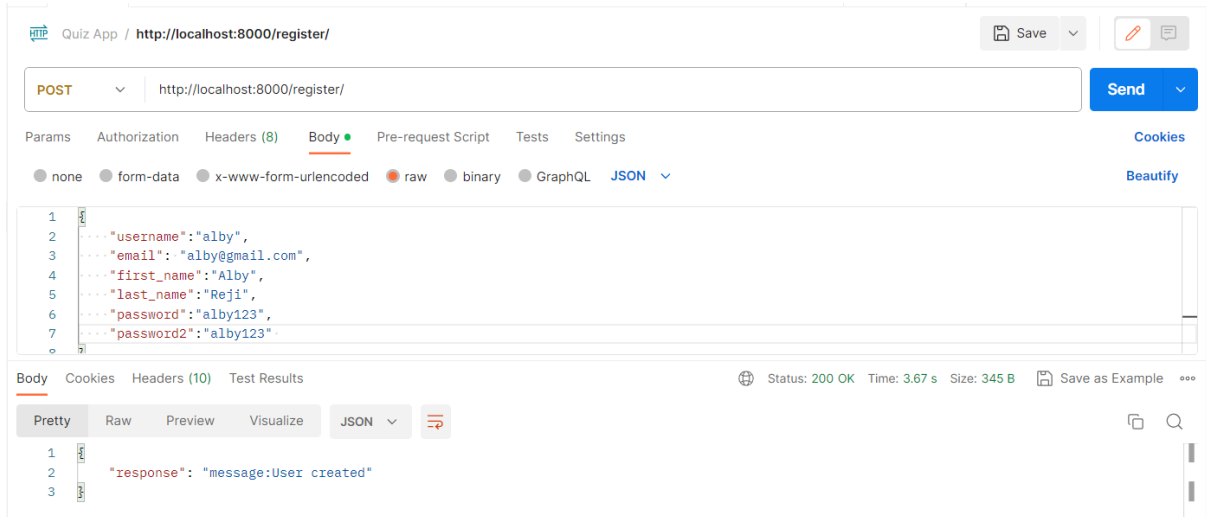 HTTP Quiz App / http://localhost:8000/register/ Save
POST http://localhost:8000/register/ Send
Params Authorization Headers (8) Body Pre-request Script Tests Settings Cookies
none form-data x-www-form-urlencoded raw binary GraphQL JSON Beautify
1 {
2 "username":"alby",
3 "email": "alby@gmail.com",
4 "first_name":"Alby",
5 "last_name":"Reji",
6 "password":"alby123",
7 "password2":"alby123"
8 }
Body Cookies Headers (10) Test Results Status: 200 OK Time: 3.67 s Size: 345 B Save as Example
Pretty Raw Preview Visualize JSON
1 {
2 "response": "message:User created"
3 }